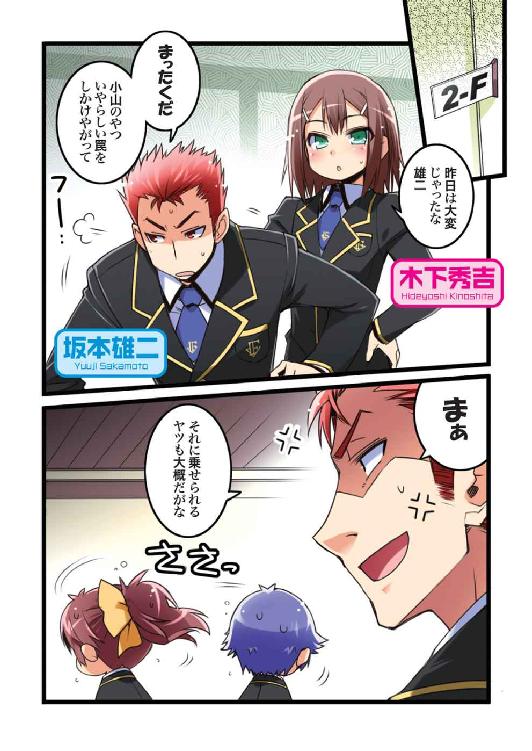 2-F
昨日は大変
じゃったな
雄二
木下秀吉
Hideyoshi Kinoshita
まったくだ
小山のやつ
いやらしい罠を
しかけやがって
フー…
坂本雄二
Yuuji Sakamoto
まぁ
それに乗せられる
ヤツも大概だがな
ささっ